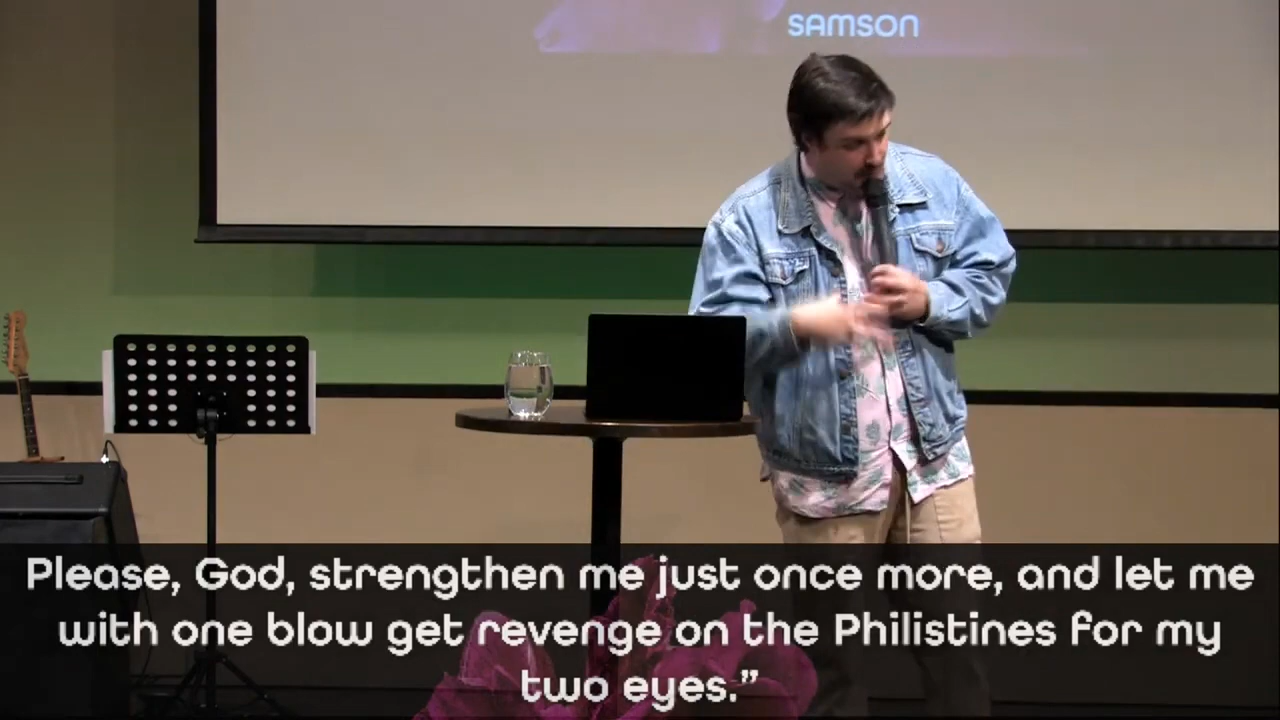 SAMSON
Please, God, strengthen me just once more, and let me
with one blow get revenge on the Philistines for my
two eyes.”